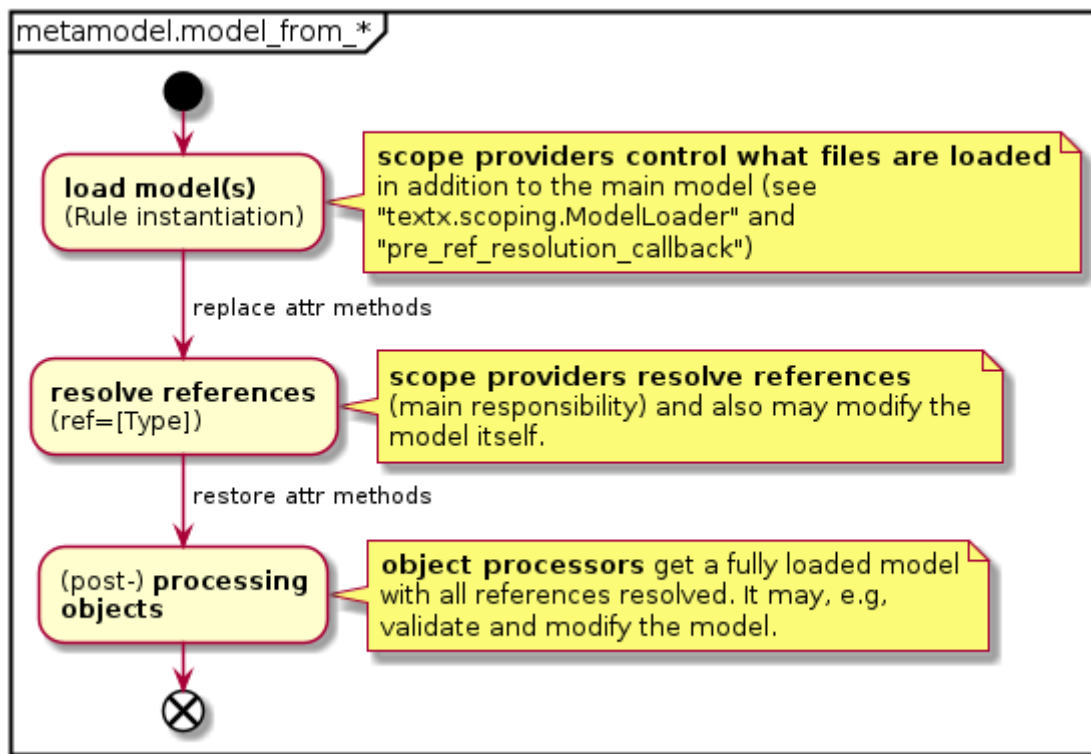 metamodel.model_from_*
load model(s)
(Rule instantiation)
scope providers control what files are loaded
in addition to the main model (see
"textx.scoping.ModelLoader" and
"pre_ref_resolution_callback")
replace attr methods
resolve references
(ref=[Type])
scope providers resolve references
(main responsibility) and also may modify the
model itself.
restore attr methods
(post-) processing
objects
object processors get a fully loaded model
with all references resolved. It may, e.g,
validate and modify the model.